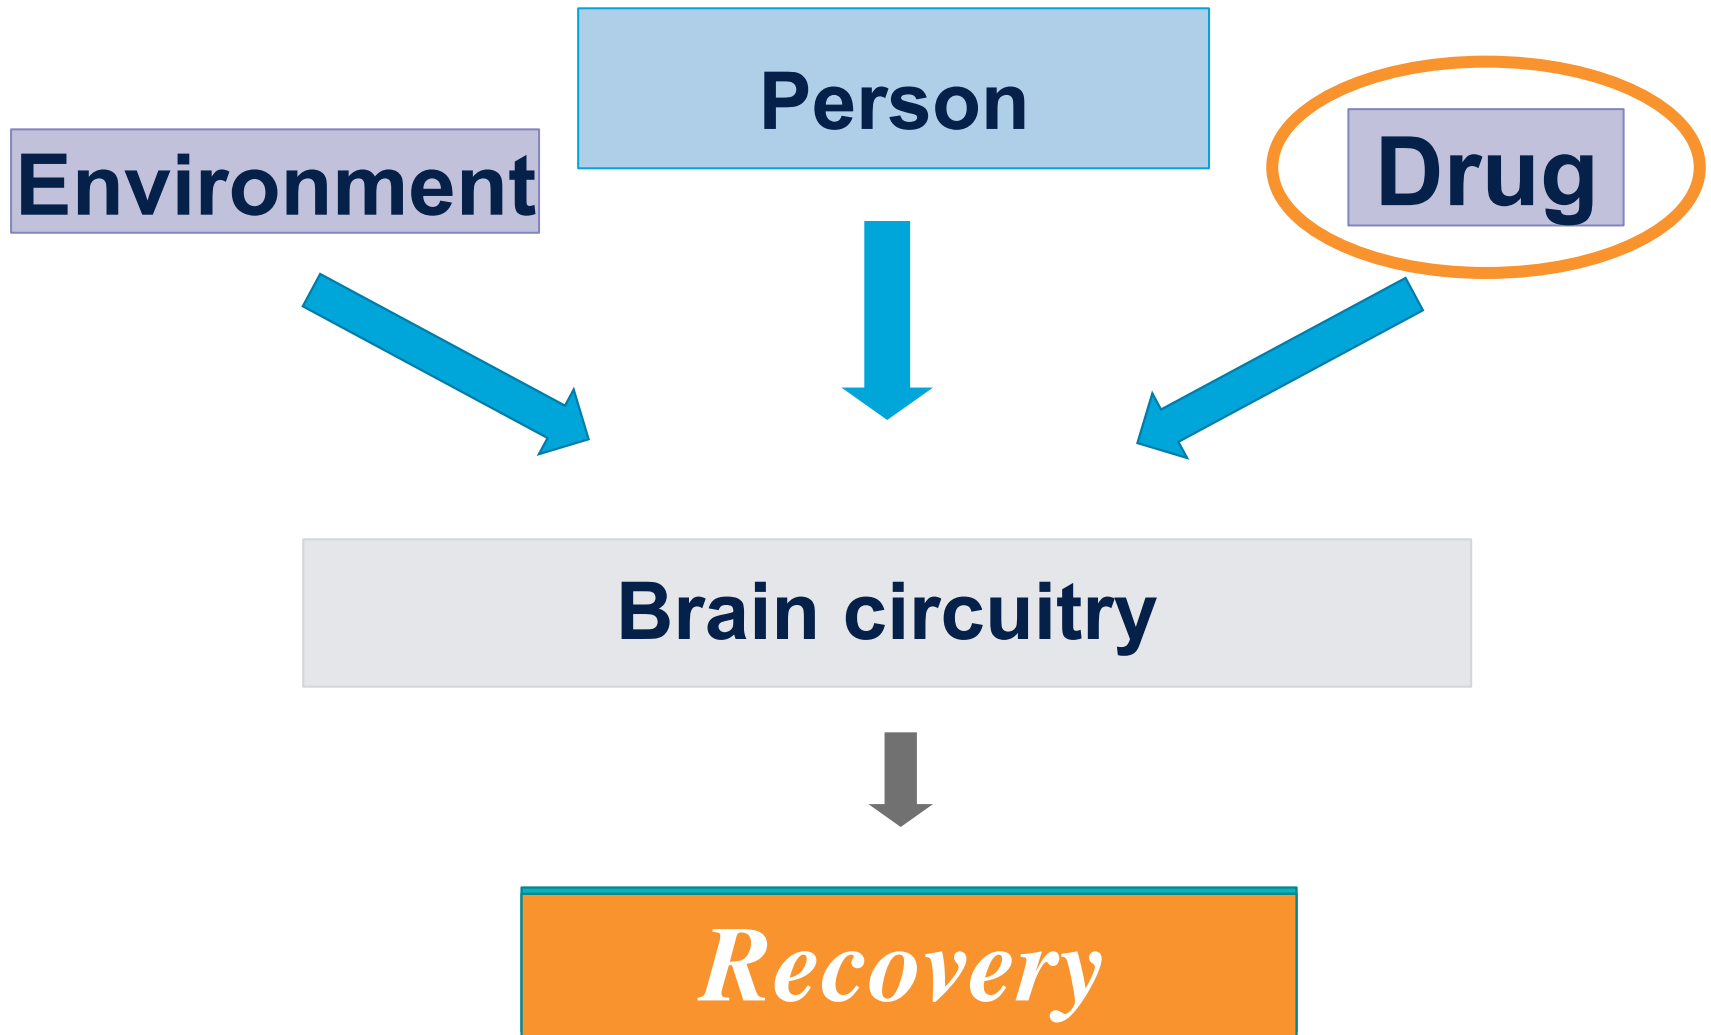 Person
Environment
Drug
Brain circuitry
Recovery